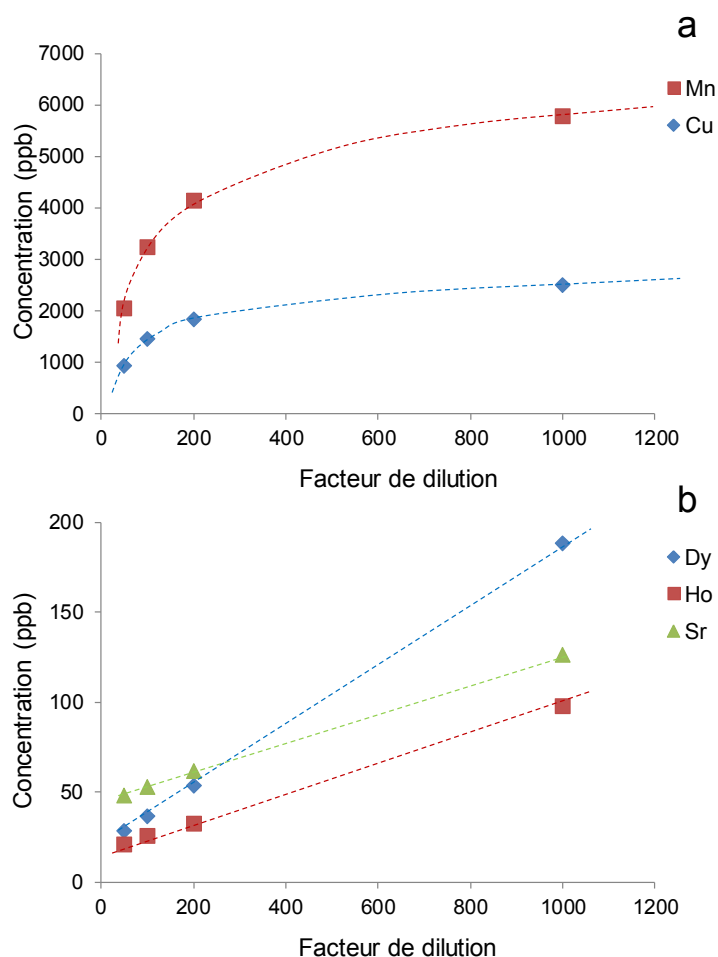 a
7000
6000
5000
4000
3000
2000
1000
0
Concentration (ppb)
Mn
Cu
0 200 400 600 800 1000 1200
Facteur de dilution
b
200
150
100
50
0
Concentration (ppb)
Dy
Ho
Sr
0 200 400 600 800 1000 1200
Facteur de dilution